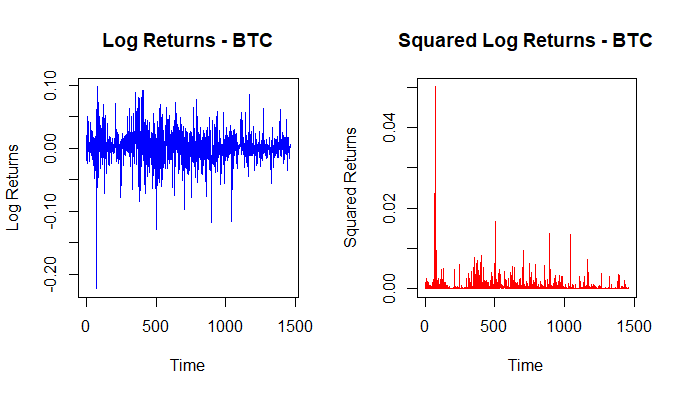 Log Returns - BTC
Log Returns
0.10
0.00
-0.10
-0.20
0
500
1000
1500
Time
Squared Log Returns - BTC
Squared Returns
0.04
0.02
0.00
0
500
1000
1500
Time